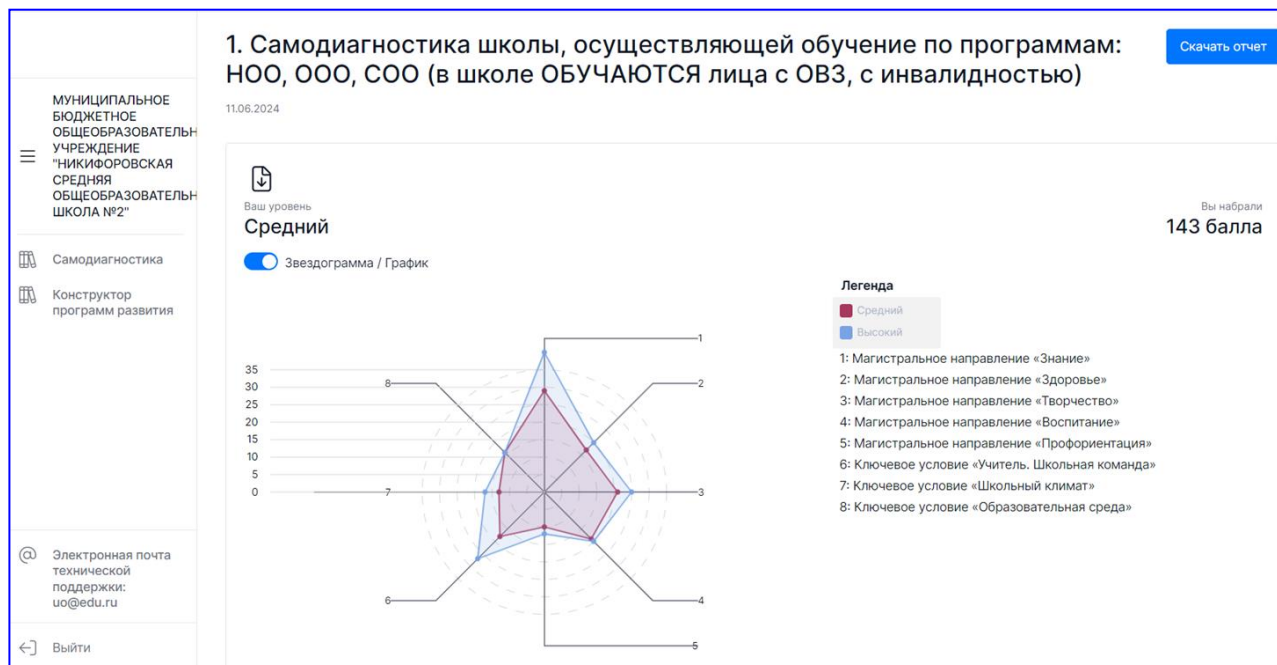 1. Самодиагностика школы, осуществляющей обучение по программам:
НОО, ООО, СОО (в школе ОБУЧАЮТСЯ лица с ОВЗ, с инвалидностью)
Скачать отчет
11.06.2024
МУНИЦИПАЛЬНОЕ
БЮДЖЕТНОЕ
ОБЩЕОБРАЗОВАТЕЛЬН
УЧРЕЖДЕНИЕ
"НИКИФОРОВСКАЯ
СРЕДНЯЯ
ОБЩЕОБРАЗОВАТЕЛЬН
ШКОЛА №2"
Самодиагностика
Конструктор
программ развития
Электронная почта
технической
поддержки:
uo@edu.ru
Выйти
Ваш уровень
Средний
Вы набрали
143 балла
Звездограмма / График
35
30
25
20
15
10
5
0
1
2
3
4
5
6
7
8
Легенда
Средний
Высокий
1: Магистральное направление «Знание»
2: Магистральное направление «Здоровье»
3: Магистральное направление «Творчество»
4: Магистральное направление «Воспитание»
5: Магистральное направление «Профориентация»
6: Ключевое условие «Учитель. Школьная команда»
7: Ключевое условие «Школьный климат»
8: Ключевое условие «Образовательная среда»